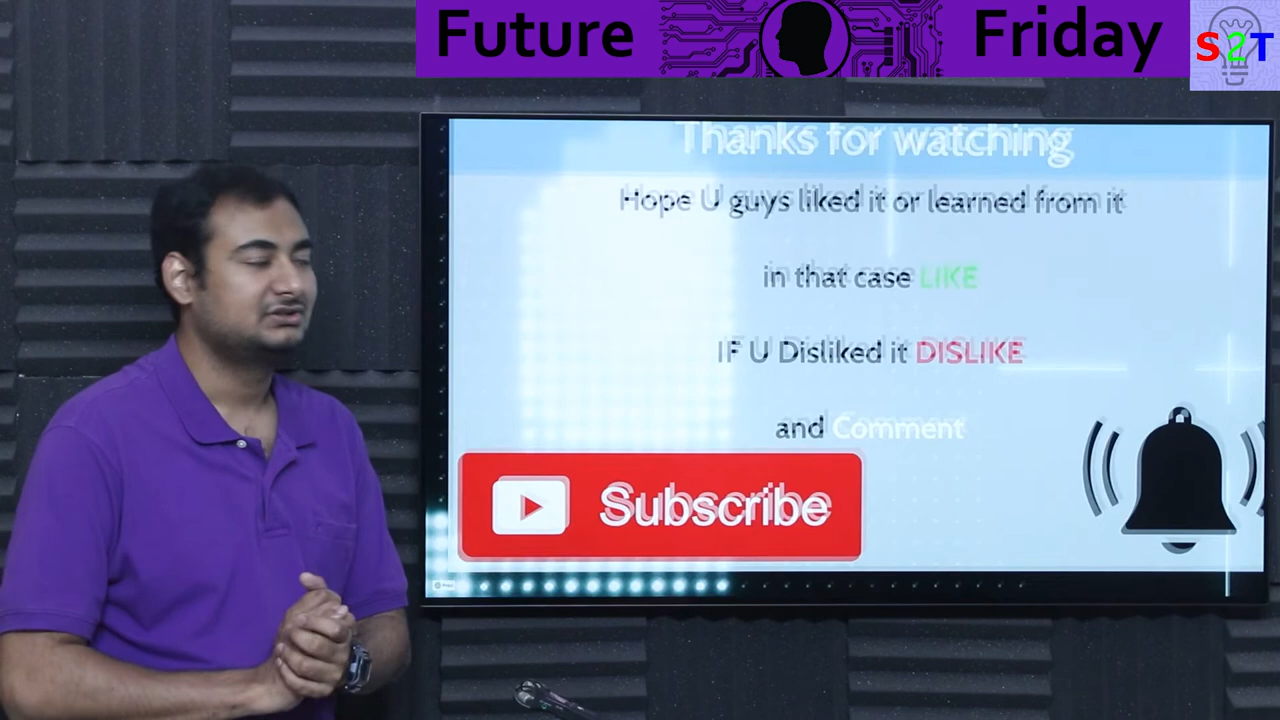 Future Friday
S2T
Thanks for watching
Hope U guys liked it or learned from it
in that case LIKE
IF U Disliked it DISLIKE
and Comment
Subscribe